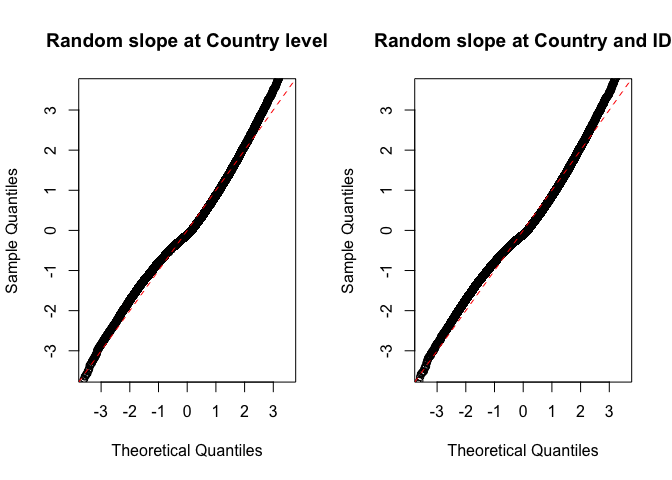 Random slope at Country level
Sample Quantiles
3
2
1
0
-1
-2
-3
-3 -2 -1 0 1 2 3
Theoretical Quantiles
Random slope at Country and ID
Sample Quantiles
3
2
1
0
-1
-2
-3
-3 -2 -1 0 1 2 3
Theoretical Quantiles